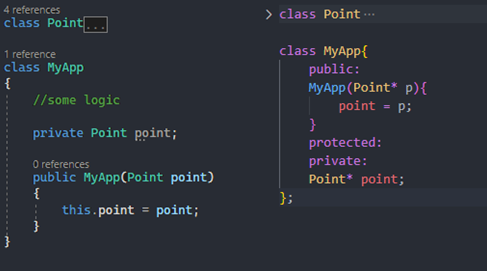 4 references
class Point...
1 reference
class MyApp
{
//some logic
private Point point;
0 references
public MyApp(Point point)
{
this.point = point;
}
}
> class Point ...
class MyApp{
public:
MyApp(Point* p){
point = p;
}
protected:
private:
Point* point;
};